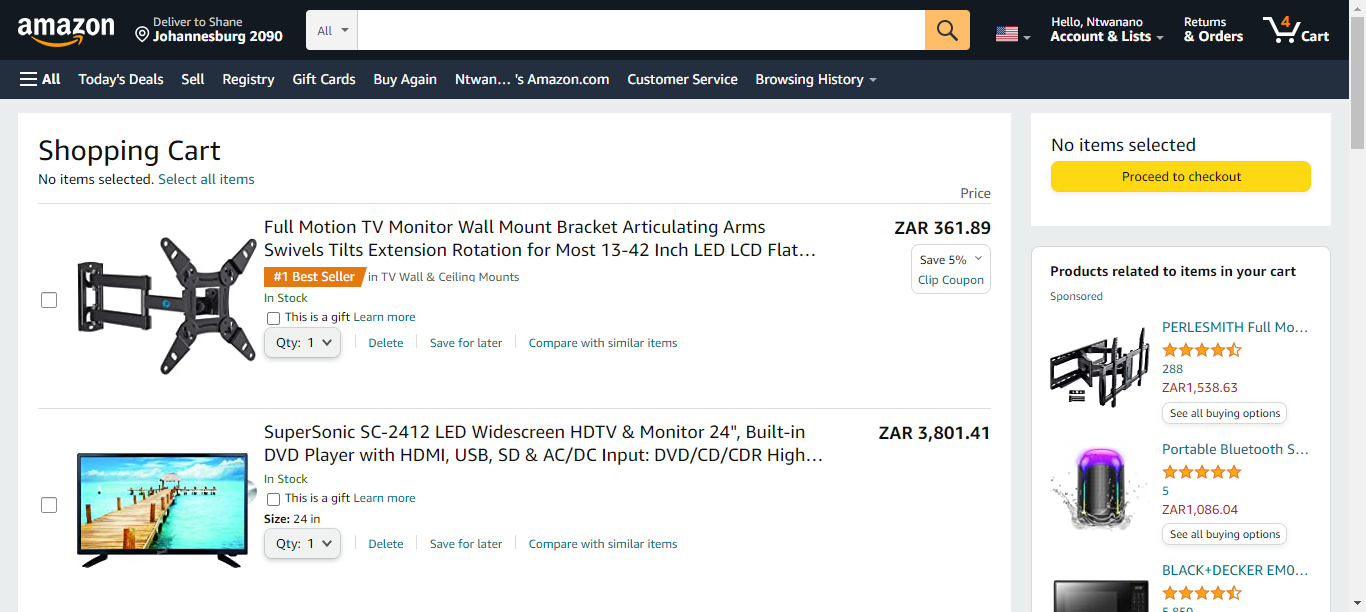 amazon
Deliver to Shane
Johannesburg 2090
All
Hello, Ntwanano
Account & Lists
Returns
& Orders
4
Cart
All
Today's Deals
Sell
Registry
Gift Cards
Buy Again
Ntwan... 's Amazon.com
Customer Service
Browsing History
Shopping Cart
No items selected. Select all items
Price
Full Motion TV Monitor Wall Mount Bracket Articulating Arms
Swivels Tilts Extension Rotation for Most 13-42 Inch LED LCD Flat…
ZAR 361.89
#1 Best Seller in TV Wall & Ceiling Mounts
Save 5%
Clip Coupon
In Stock
This is a gift Learn more
Qty: 1
Delete
Save for later
Compare with similar items
SuperSonic SC-2412 LED Widescreen HDTV & Monitor 24", Built-in
DVD Player with HDMI, USB, SD & AC/DC Input: DVD/CD/CDR High…
ZAR 3,801.41
In Stock
This is a gift Learn more
Size: 24 in
Qty: 1
Delete
Save for later
Compare with similar items
No items selected
Proceed to checkout
Products related to items in your cart
Sponsored
PERLESMITH Full Mo…
288
ZAR1,538.63
See all buying options
Portable Bluetooth S…
5
ZAR1,086.04
See all buying options
BLACK+DECKER EM0…
5,850